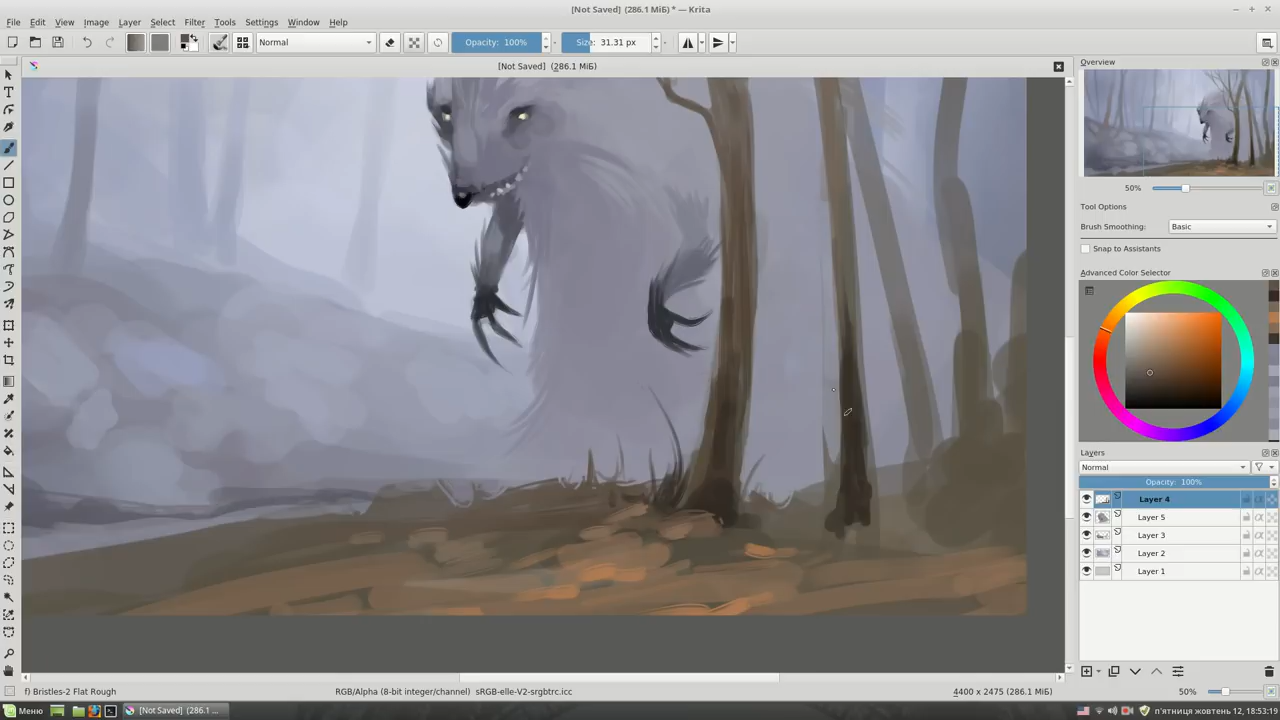 [Not Saved] (286.1 МіБ) * — Krita
File Edit View Image Layer Filter Tools Settings Window Help
Normal Opacity: 100% Size: 31.31 px
[Not Saved] (286.1 МіБ)
Overview
50%
Tool Options
Brush Smoothing: Basic
Snap to Assistants
Advanced Color Selector
Layers
Normal
Opacity: 100%
Layer 4
Layer 5
Layer 3
Layer 2
Layer 1
f) Bristles-2 Flat Rough RGB/Alpha (8-bit integer/channel) sRGB-elle-V2-srgbtrc.icc 4400 x 2475 (286.1 МіБ) 50%
Меню [Not Saved] (286.1 ... п'ятниця жовтень 12, 18:53:19